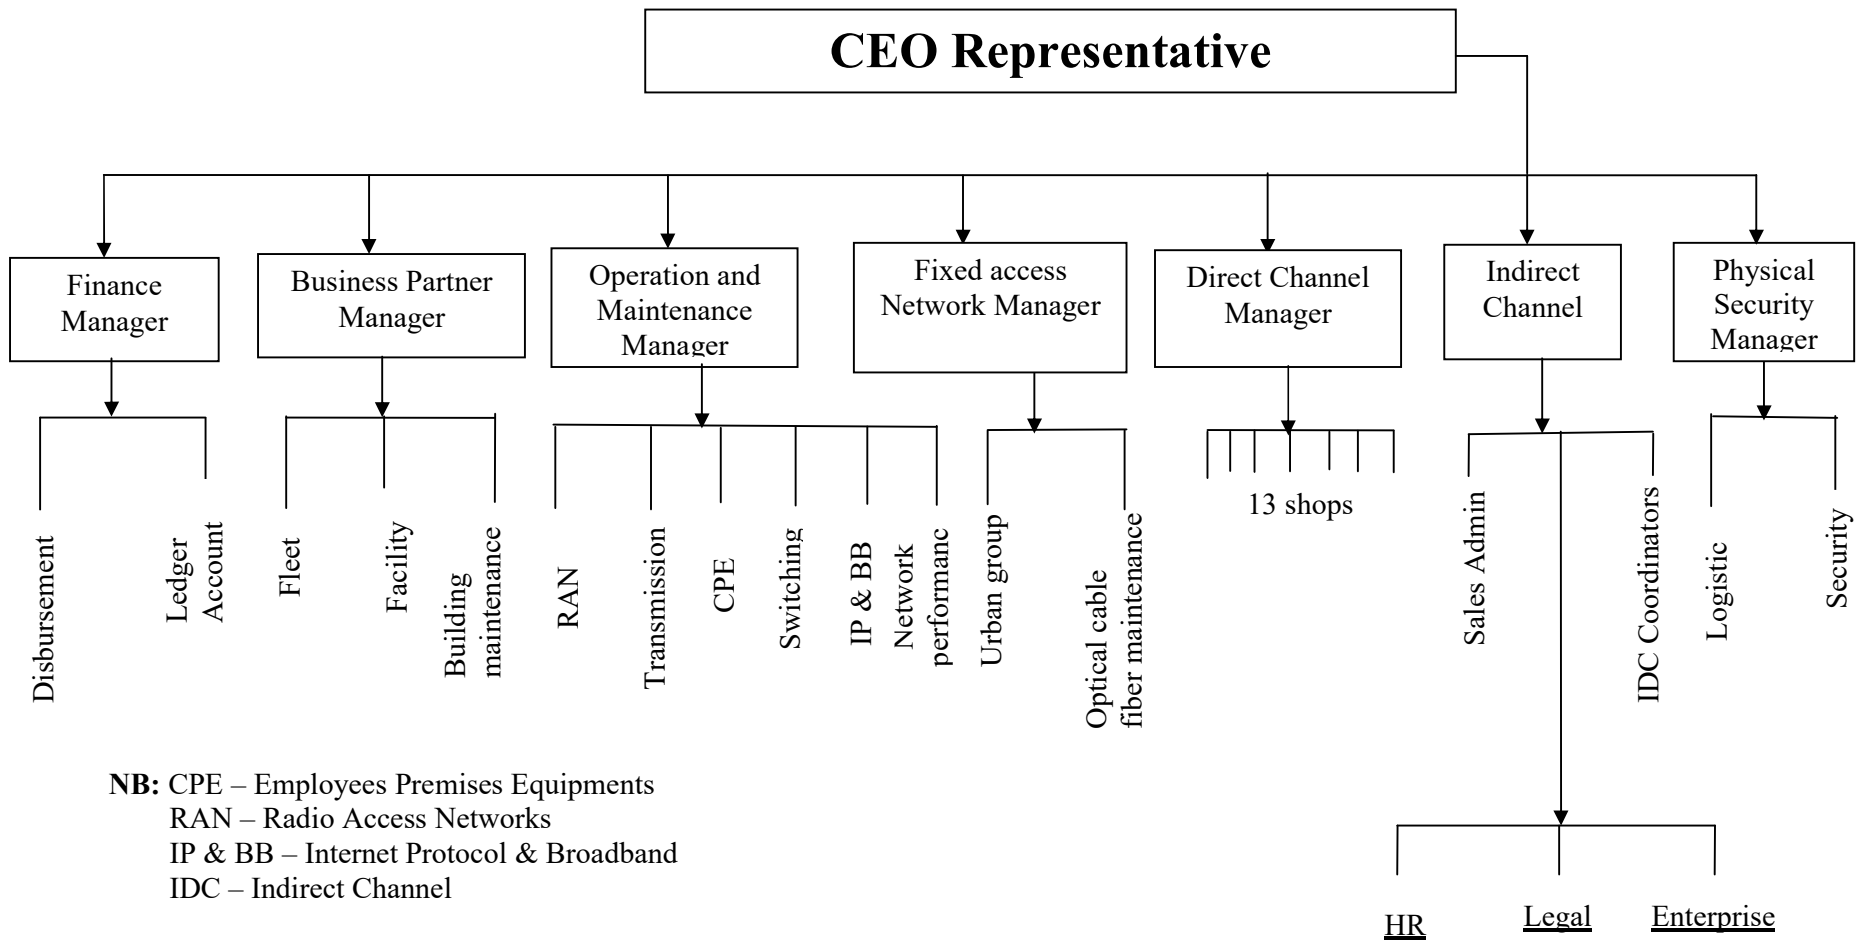 CEO Representative
Finance
Manager
Business Partner
Manager
Operation and
Maintenance
Manager
Fixed access
Network Manager
Direct Channel
Manager
Indirect
Channel
Physical
Security
Manager
Disbursement
Ledger
Account
Fleet
Facility
Building
maintenance
RAN
Transmission
CPE
Switching
IP & BB
Network
performanc
Urban group
Optical cable
fiber maintenance
13 shops
Sales Admin
IDC Coordinators
Logistic
Security
NB: CPE – Employees Premises Equipments
RAN – Radio Access Networks
IP & BB – Internet Protocol & Broadband
IDC – Indirect Channel
HR
Legal
Enterprise